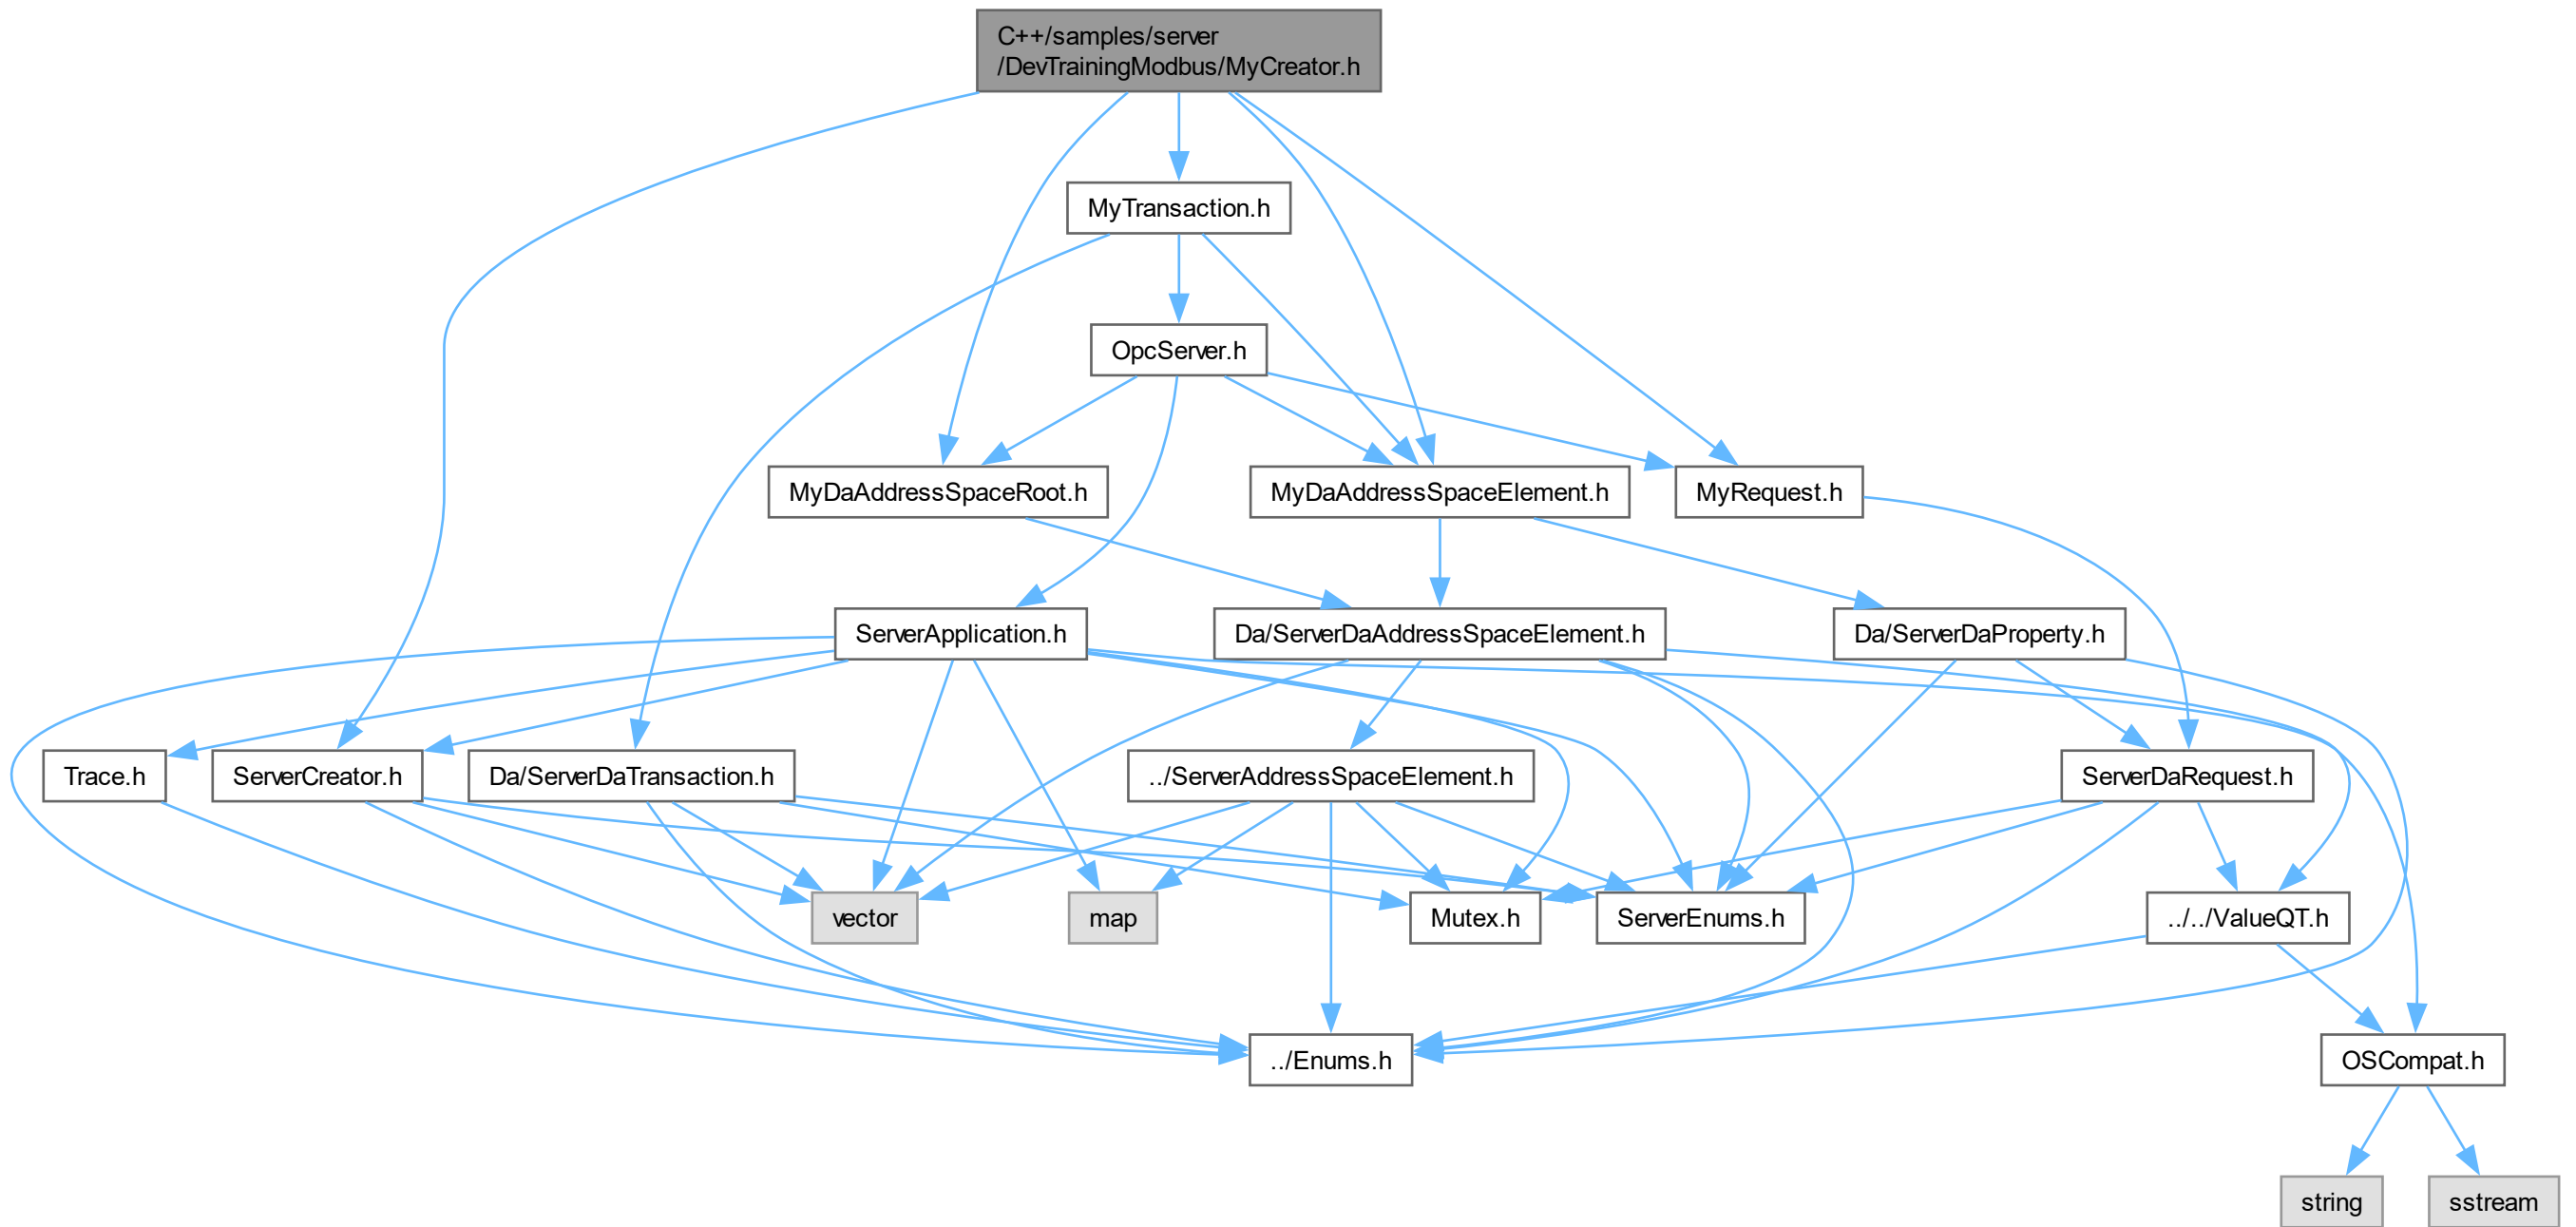 C++/samples/server
/DevTrainingModbus/MyCreator.h
MyTransaction.h
OpcServer.h
MyDaAddressSpaceRoot.h
MyDaAddressSpaceElement.h
MyRequest.h
ServerApplication.h
Da/ServerDaAddressSpaceElement.h
Da/ServerDaProperty.h
Trace.h
ServerCreator.h
Da/ServerDaTransaction.h
../ServerAddressSpaceElement.h
ServerDaRequest.h
vector
map
Mutex.h
ServerEnums.h
../../ValueQT.h
../Enums.h
OSCompat.h
string
sstream